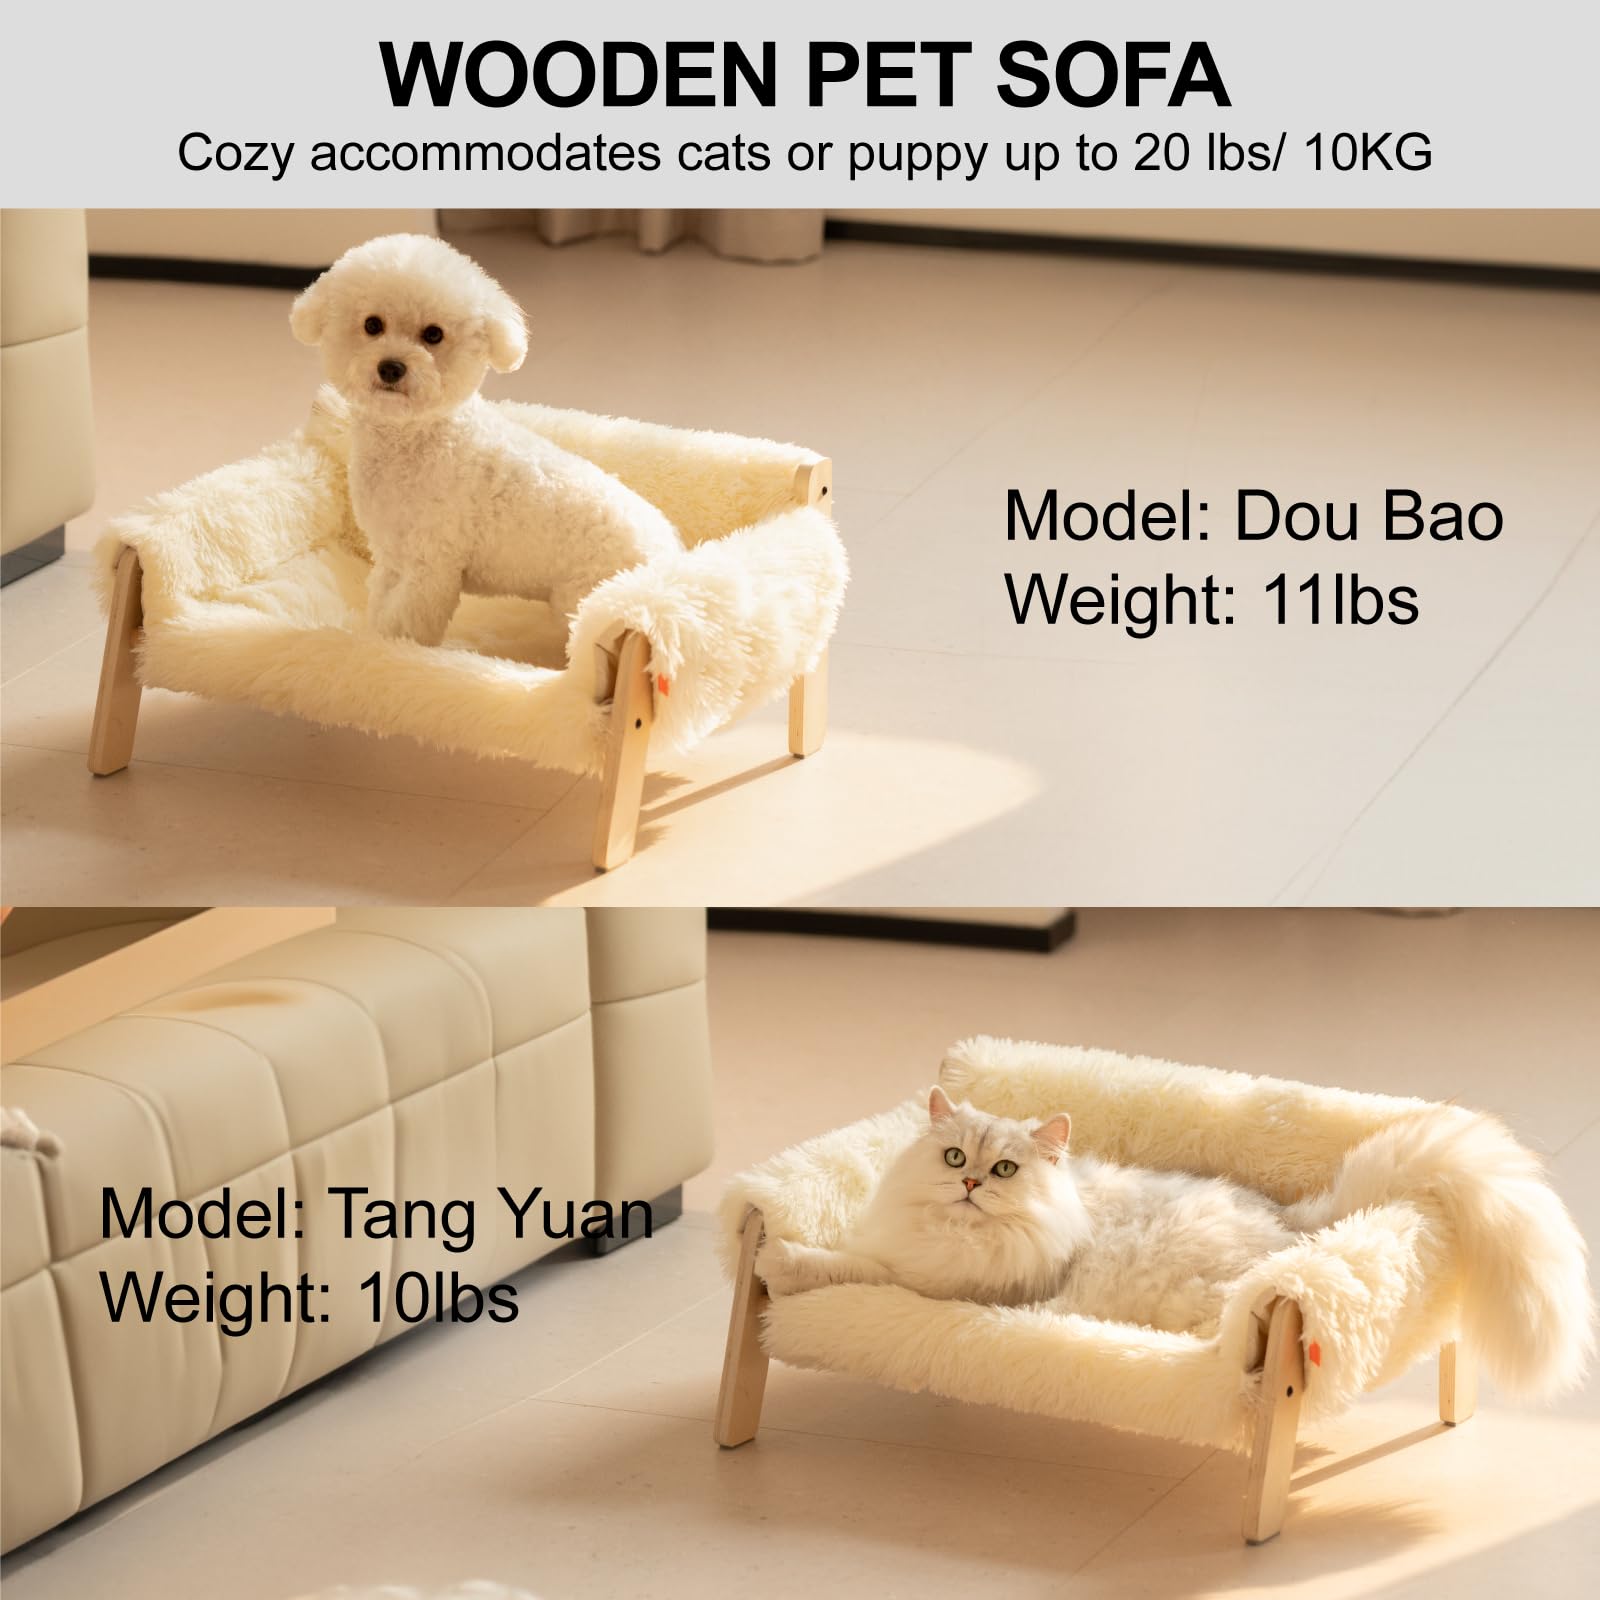 WOODEN PET SOFA
Cozy accommodates cats or puppy up to 20 lbs/ 10KG
Model: Dou Bao
Weight: 11lbs
Model: Tang Yuan
Weight: 10lbs